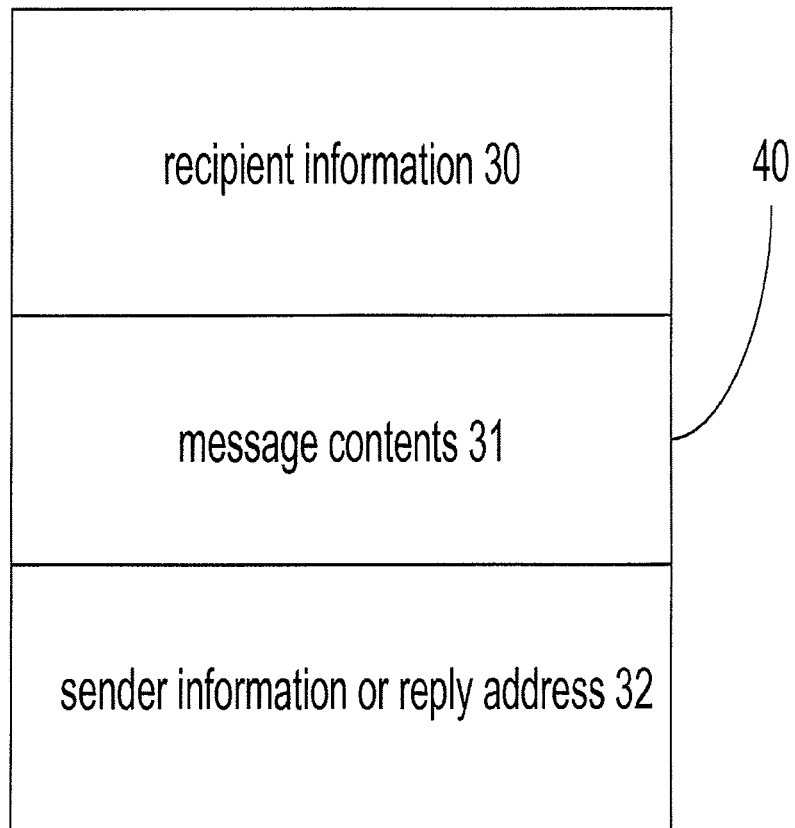 recipient information 30
40
message contents 31
sender information or reply address 32